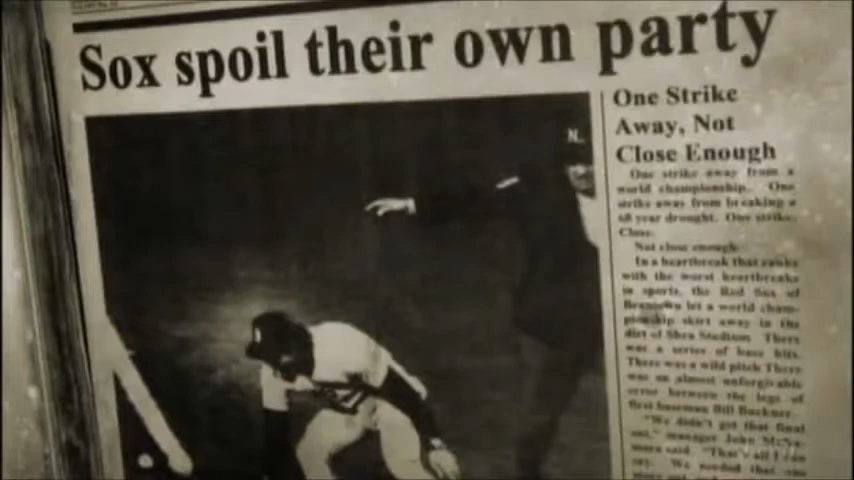 Sox spoil their own party
One Strike
Away, Not
Close Enough
One strike away from a
world championship. One
strike away from breaking a
68 year drought. One strike.
Close.
Not close enough.
In a heartbreak that ranks
with the worst heartbreaks
in sports, the Red Sox of
let a world cham-
pionship skirt away in the
dirt of Shea Stadium. There
was a series of base hits.
There was a wild pitch There
was an almost unforgivable
error between the legs of
first baseman Bill Buckner.
"We didn't get that final
out," manager John McNa-
mara said. "That's all I can
say. We needed that one
N.